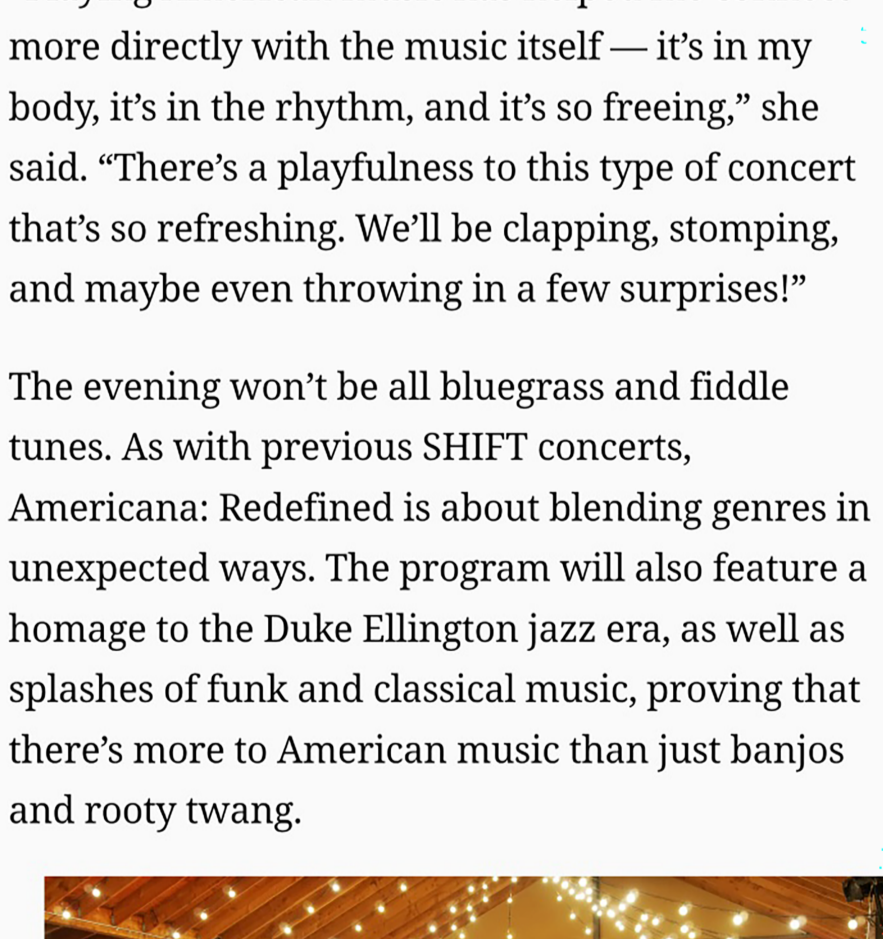 more directly with the music itself — it’s in my
body, it’s in the rhythm, and it’s so freeing,” she
said. “There’s a playfulness to this type of concert
that’s so refreshing. We’ll be clapping, stomping,
and maybe even throwing in a few surprises!”
The evening won’t be all bluegrass and fiddle
tunes. As with previous SHIFT concerts,
Americana: Redefined is about blending genres in
unexpected ways. The program will also feature a
homage to the Duke Ellington jazz era, as well as
splashes of funk and classical music, proving that
there’s more to American music than just banjos
and rooty twang.